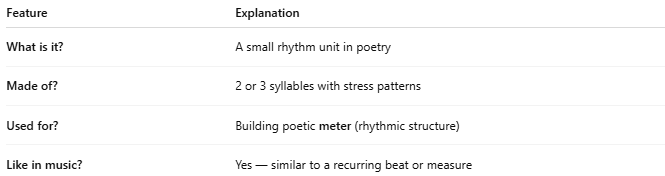 Feature Explanation
What is it? A small rhythm unit in poetry
Made of? 2 or 3 syllables with stress patterns
Used for? Building poetic meter (rhythmic structure)
Like in music? Yes — similar to a recurring beat or measure